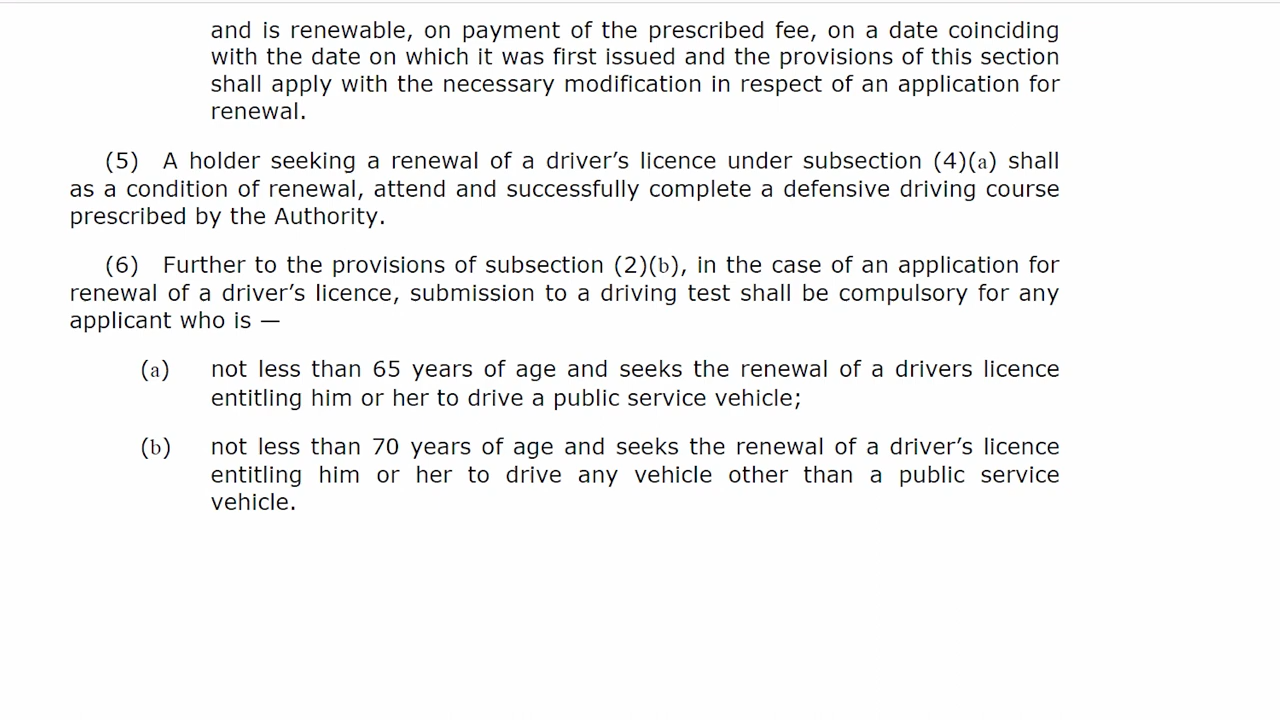 and is renewable, on payment of the prescribed fee, on a date coinciding
with the date on which it was first issued and the provisions of this section
shall apply with the necessary modification in respect of an application for
renewal.
(5) A holder seeking a renewal of a driver’s licence under subsection (4)(a) shall
as a condition of renewal, attend and successfully complete a defensive driving course
prescribed by the Authority.
(6) Further to the provisions of subsection (2)(b), in the case of an application for
renewal of a driver’s licence, submission to a driving test shall be compulsory for any
applicant who is —
(a) not less than 65 years of age and seeks the renewal of a drivers licence
entitling him or her to drive a public service vehicle;
(b) not less than 70 years of age and seeks the renewal of a driver’s licence
entitling him or her to drive any vehicle other than a public service
vehicle.